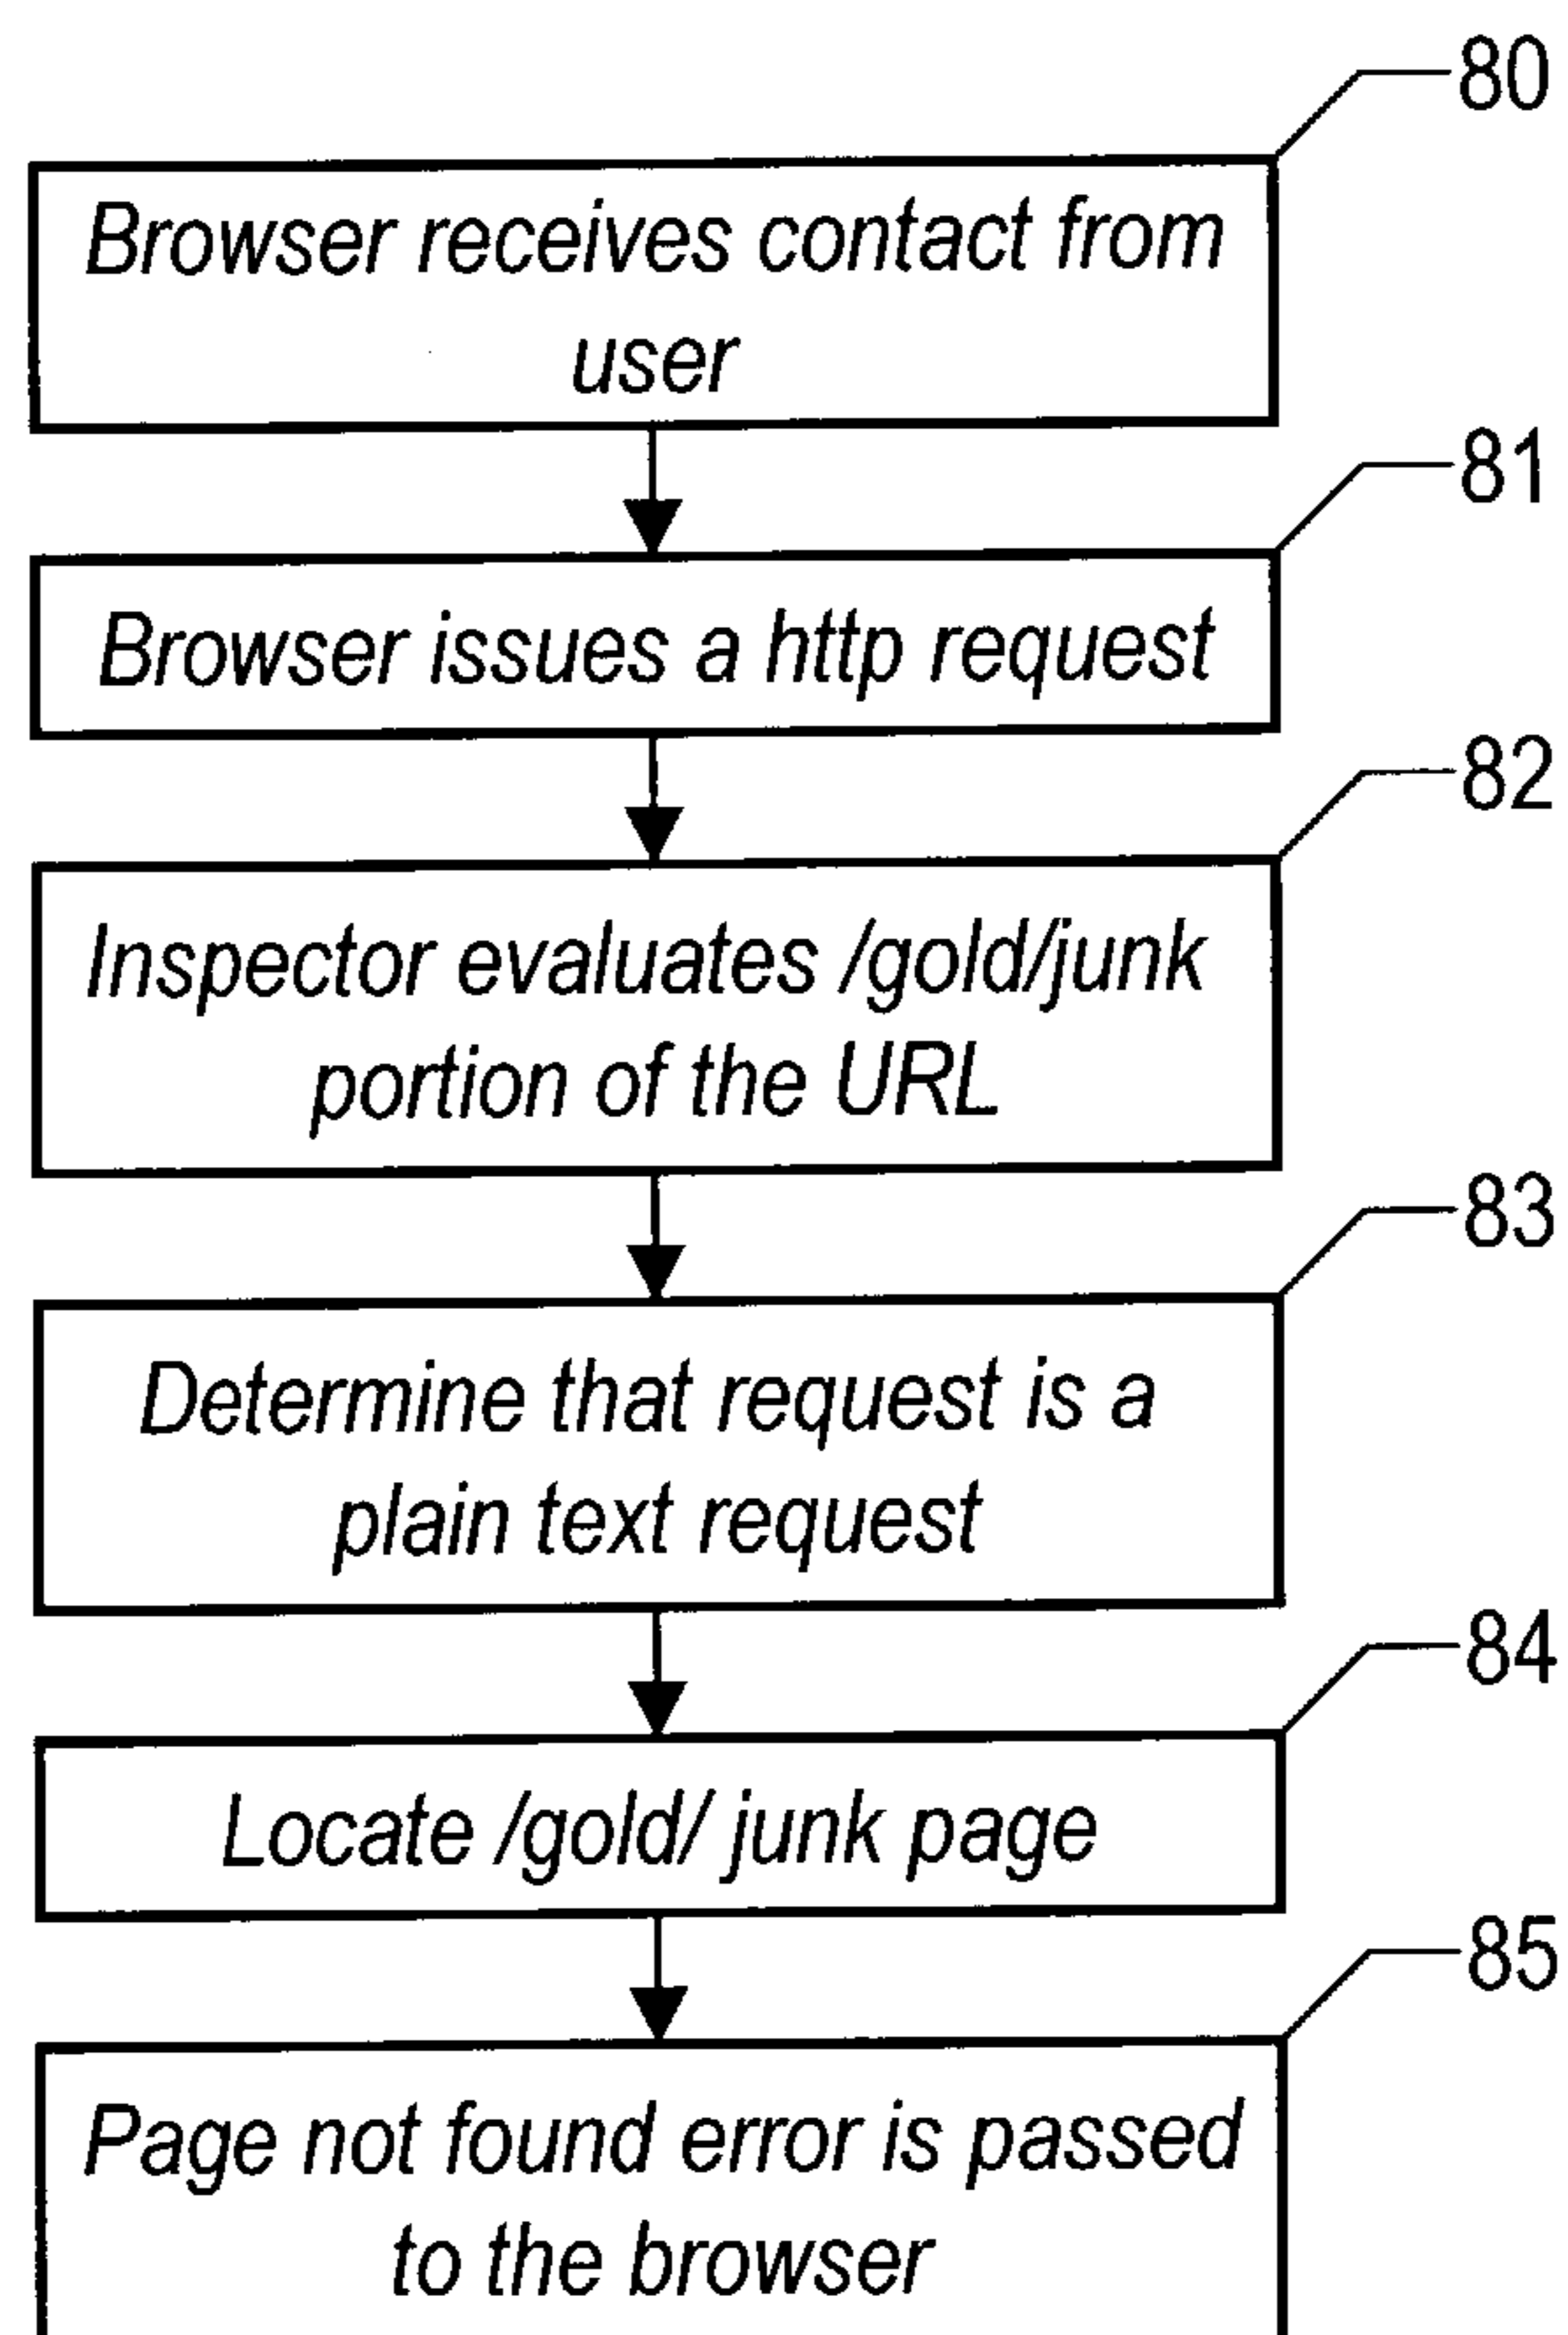 80
Browser receives contact from
user
81
Browser issues a http request
82
Inspector evaluates /gold/junk
portion of the URL
83
Determine that request is a
plain text request
84
Locate /gold/ junk page
85
Page not found error is passed
to the browser